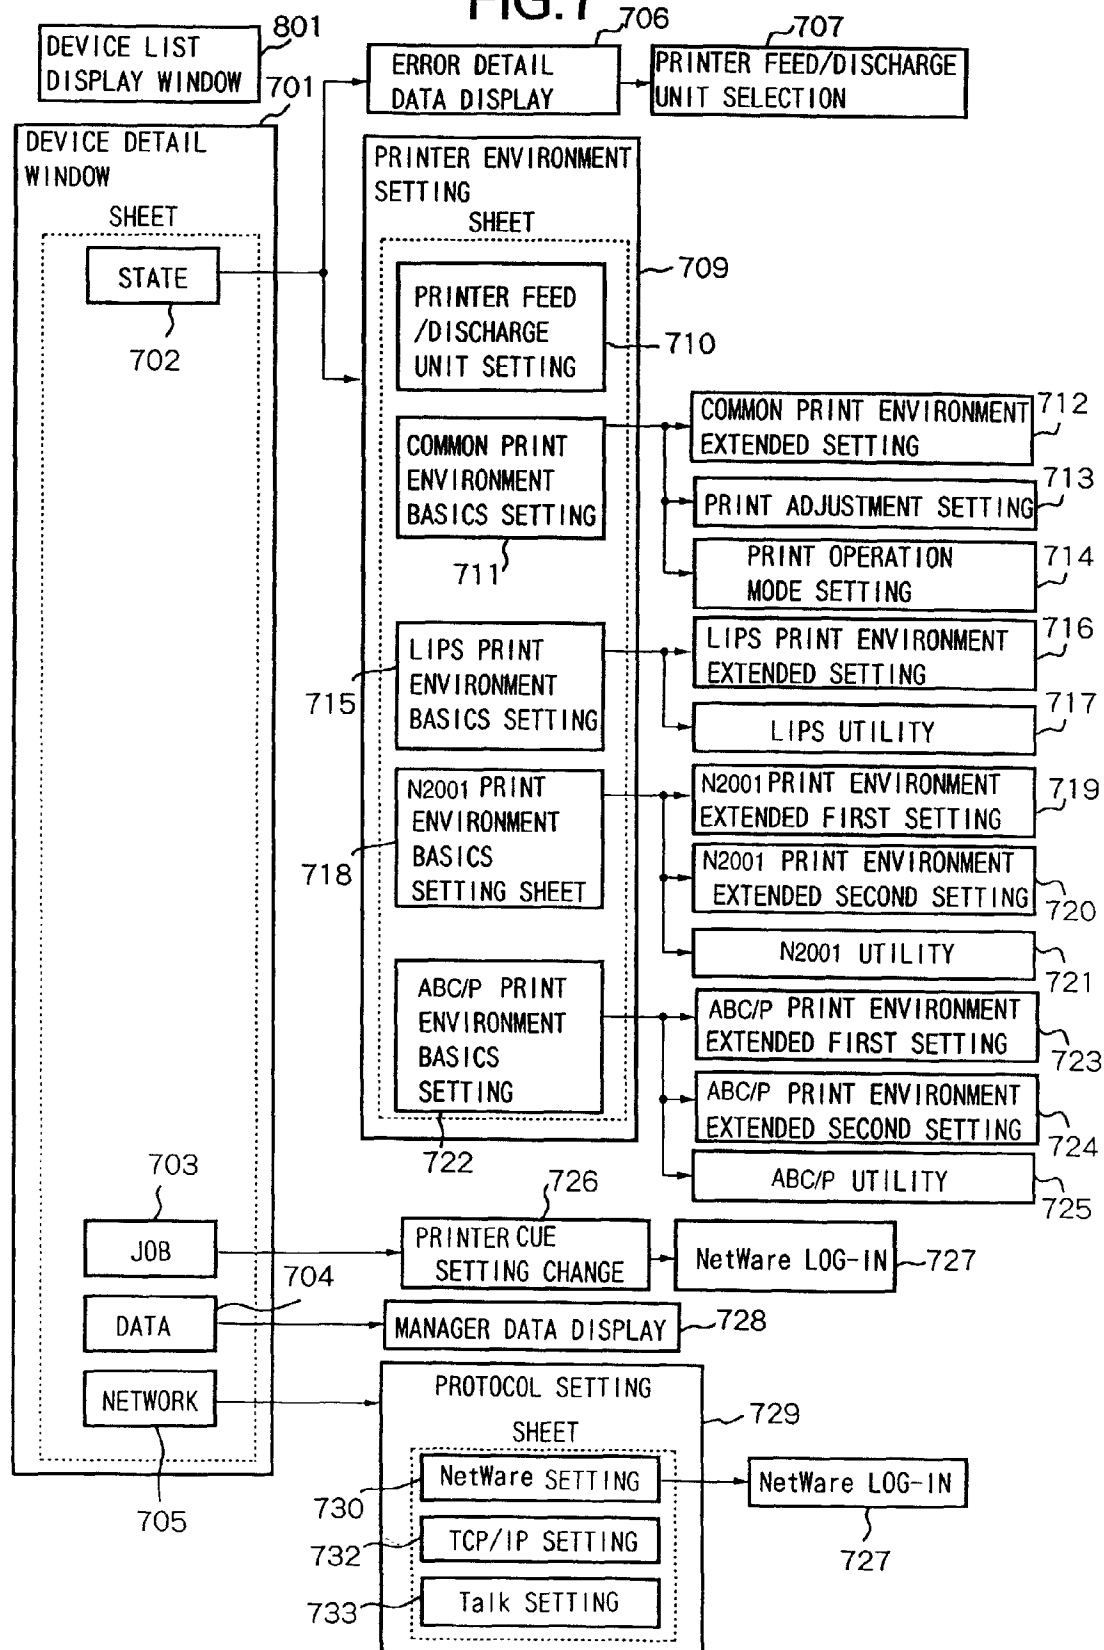 FIG.7
801
DEVICE LIST
DISPLAY WINDOW
701
DEVICE DETAIL
WINDOW
SHEET
STATE
702
706
ERROR DETAIL
DATA DISPLAY
707
PRINTER FEED/DISCHARGE
UNIT SELECTION
PRINTER ENVIRONMENT
SETTING
SHEET
709
PRINTER FEED
/DISCHARGE
UNIT SETTING
710
COMMON PRINT
ENVIRONMENT
BASICS SETTING
711
COMMON PRINT ENVIRONMENT
EXTENDED SETTING
712
PRINT ADJUSTMENT SETTING
713
PRINT OPERATION
MODE SETTING
714
LIPS PRINT
ENVIRONMENT
BASICS SETTING
715
LIPS PRINT ENVIRONMENT
EXTENDED SETTING
716
LIPS UTILITY
717
N2001 PRINT
ENVIRONMENT
BASICS
SETTING SHEET
718
N2001 PRINT ENVIRONMENT
EXTENDED FIRST SETTING
719
N2001 PRINT ENVIRONMENT
EXTENDED SECOND SETTING
720
N2001 UTILITY
721
ABC/P PRINT
ENVIRONMENT
BASICS
SETTING
722
ABC/P PRINT ENVIRONMENT
EXTENDED FIRST SETTING
723
ABC/P PRINT ENVIRONMENT
EXTENDED SECOND SETTING
724
ABC/P UTILITY
725
703
JOB
726
PRINTER CUE
SETTING CHANGE
NetWare LOG-IN
727
704
DATA
MANAGER DATA DISPLAY
728
NETWORK
705
PROTOCOL SETTING
SHEET
729
NetWare SETTING
730
NetWare LOG-IN
727
TCP/IP SETTING
732
Talk SETTING
733